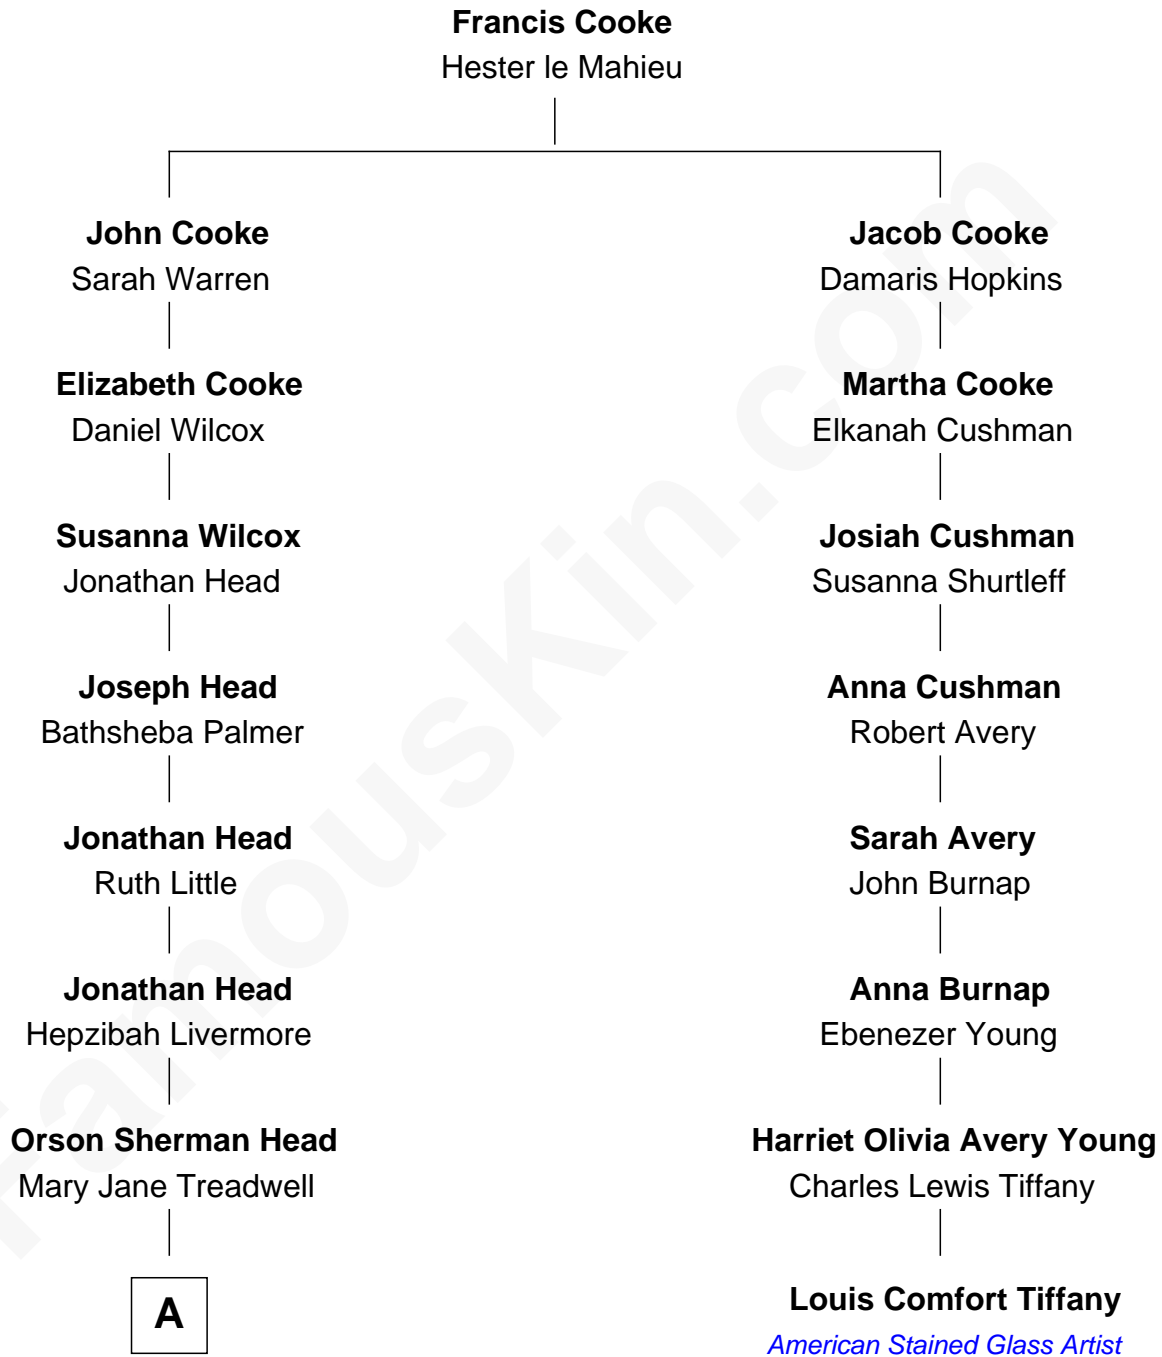 Francis Cooke
Hester le Mahieu
John Cooke
Sarah Warren
Jacob Cooke
Damaris Hopkins
Elizabeth Cooke
Daniel Wilcox
Martha Cooke
Elkanah Cushman
Susanna Wilcox
Jonathan Head
Josiah Cushman
Susanna Shurtleff
Joseph Head
Bathsheba Palmer
Anna Cushman
Robert Avery
Jonathan Head
Ruth Little
Sarah Avery
John Burnap
Jonathan Head
Hepzibah Livermore
Anna Burnap
Ebenezer Young
Orson Sherman Head
Mary Jane Treadwell
Harriet Olivia Avery Young
Charles Lewis Tiffany
A
Louis Comfort Tiffany
American Stained Glass Artist
FamousKin.com